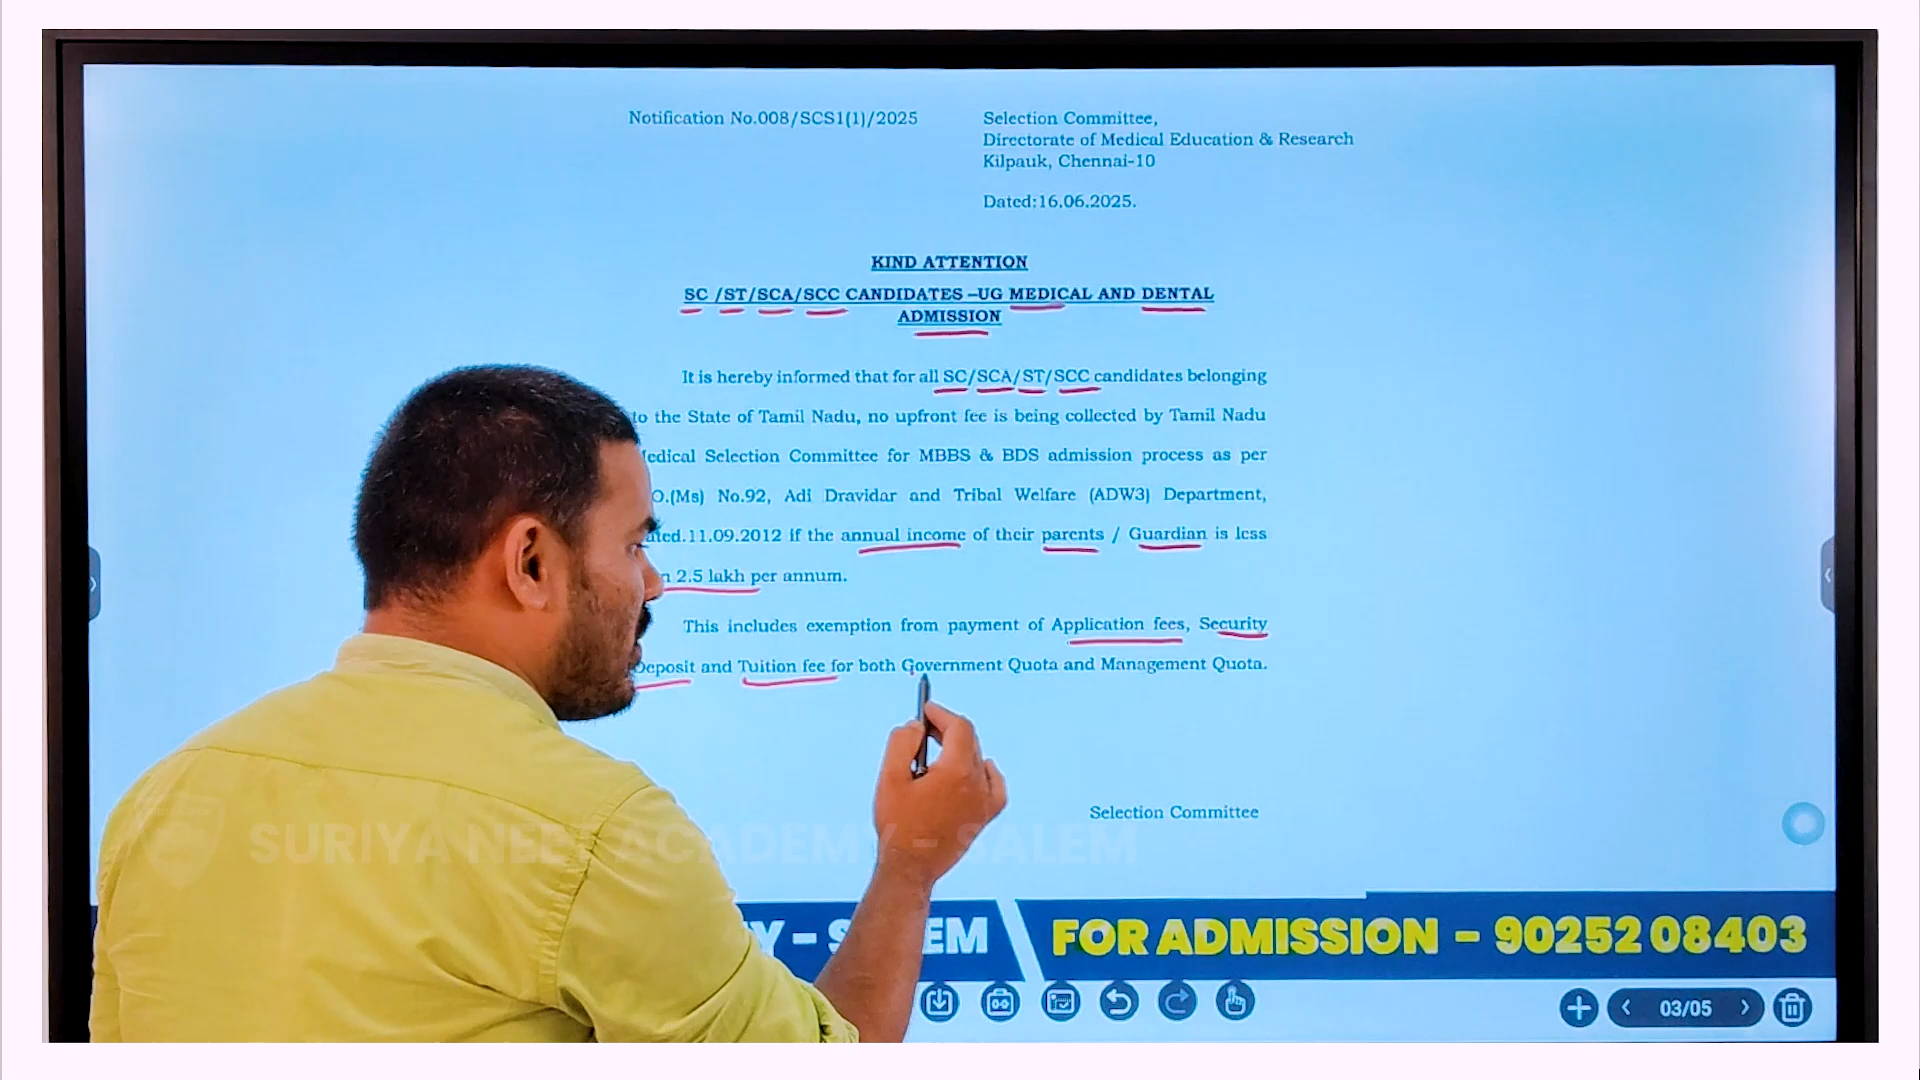 Notification No.008/SCS1(1)/2025
Selection Committee,
Directorate of Medical Education & Research
Kilpauk, Chennai-10
Dated:16.06.2025.
KIND ATTENTION
SC /ST/SCA/SCC CANDIDATES –UG MEDICAL AND DENTAL
ADMISSION
It is hereby informed that for all SC/SCA/ST/SCC candidates belonging
to the State of Tamil Nadu, no upfront fee is being collected by Tamil Nadu
edical Selection Committee for MBBS & BDS admission process as per
O.(Ms) No.92, Adi Dravidar and Tribal Welfare (ADW3) Department,
ated.11.09.2012 if the annual income of their parents / Guardian is less
n 2.5 lakh per annum.
This includes exemption from payment of Application fees, Security
Deposit and Tuition fee for both Government Quota and Management Quota.
Selection Committee
SURIYA NEET ACADEMY - SALEM
Y – S EM FOR ADMISSION - 90252 08403
03/05